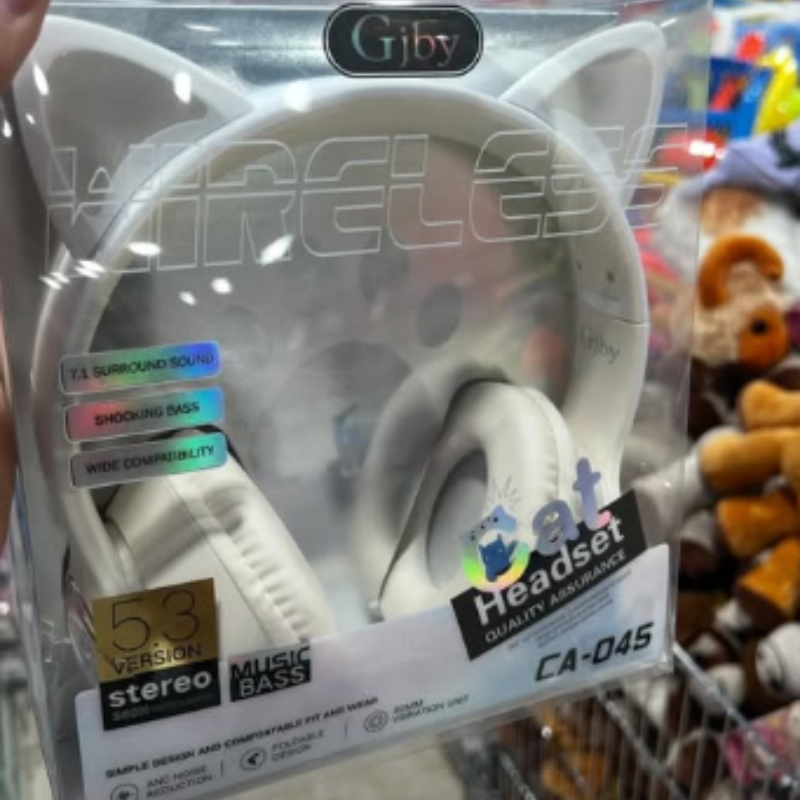 Gjby
WIRELESS
Gjby
7.1 SURROUND SOUND
SHOCKING BASS
WIDE COMPATIBILITY
Cat
Headset
QUALITY ASSURANCE
5.3
VERSION
stereo
MUSIC
BASS
CA-045
SIMPLE DESIGN AND COMFORTABLE FIT AND WEAR
ANC NOISE
REDUCTION
FOLDABLE
DESIGN
40MM
VIBRATION UNIT